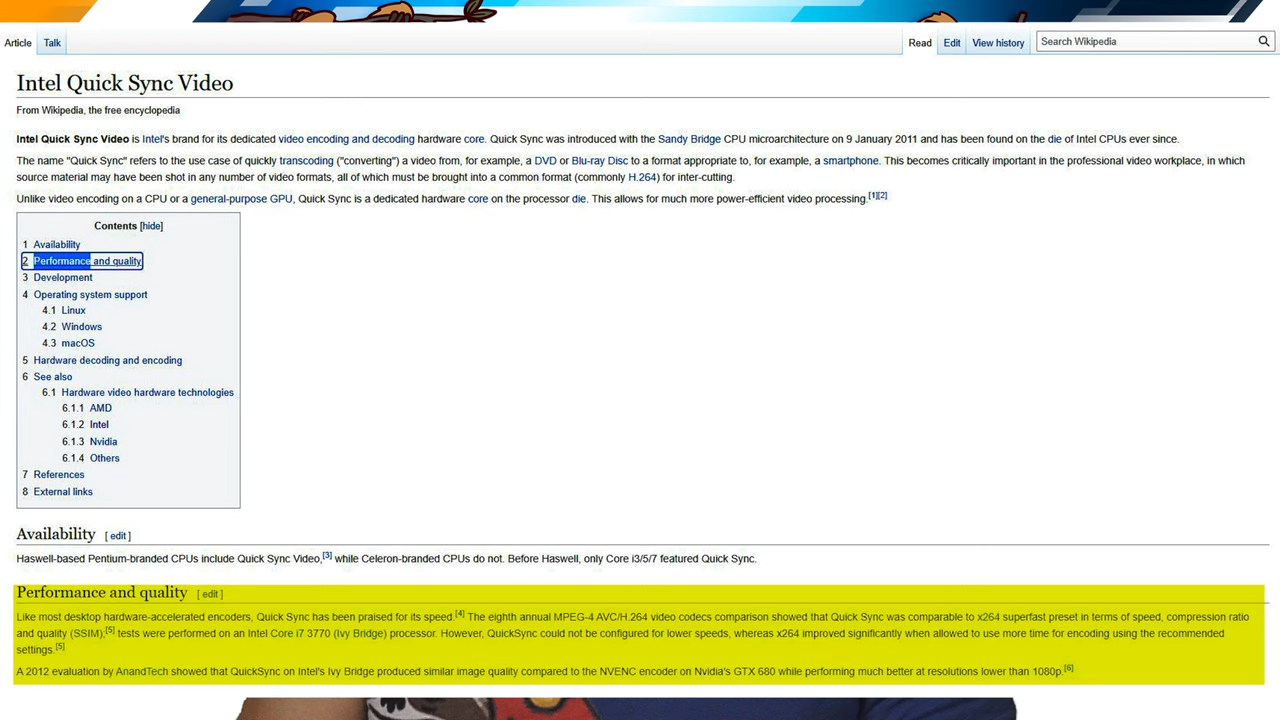 Article Talk Read Edit View history Search Wikipedia
Intel Quick Sync Video
From Wikipedia, the free encyclopedia
Intel Quick Sync Video is Intel's brand for its dedicated video encoding and decoding hardware core. Quick Sync was introduced with the Sandy Bridge CPU microarchitecture on 9 January 2011 and has been found on the die of Intel CPUs ever since.
The name "Quick Sync" refers to the use case of quickly transcoding ("converting") a video from, for example, a DVD or Blu-ray Disc to a format appropriate to, for example, a smartphone. This becomes critically important in the professional video workplace, in which
source material may have been shot in any number of video formats, all of which must be brought into a common format (commonly H.264) for inter-cutting.
Unlike video encoding on a CPU or a general-purpose GPU, Quick Sync is a dedicated hardware core on the processor die. This allows for much more power-efficient video processing.[1][2]
Contents [hide]
1 Availability
2 Performance and quality
3 Development
4 Operating system support
4.1 Linux
4.2 Windows
4.3 macOS
5 Hardware decoding and encoding
6 See also
6.1 Hardware video hardware technologies
6.1.1 AMD
6.1.2 Intel
6.1.3 Nvidia
6.1.4 Others
7 References
8 External links
Availability [ edit ]
Haswell-based Pentium-branded CPUs include Quick Sync Video,[3] while Celeron-branded CPUs do not. Before Haswell, only Core i3/5/7 featured Quick Sync.
Performance and quality [ edit ]
Like most desktop hardware-accelerated encoders, Quick Sync has been praised for its speed.[4] The eighth annual MPEG-4 AVC/H.264 video codecs comparison showed that Quick Sync was comparable to x264 superfast preset in terms of speed, compression ratio
and quality (SSIM);[5] tests were performed on an Intel Core i7 3770 (Ivy Bridge) processor. However, QuickSync could not be configured for lower speeds, whereas x264 improved significantly when allowed to use more time for encoding using the recommended
settings.[5]
A 2012 evaluation by AnandTech showed that QuickSync on Intel's Ivy Bridge produced similar image quality compared to the NVENC encoder on Nvidia's GTX 680 while performing much better at resolutions lower than 1080p.[6]